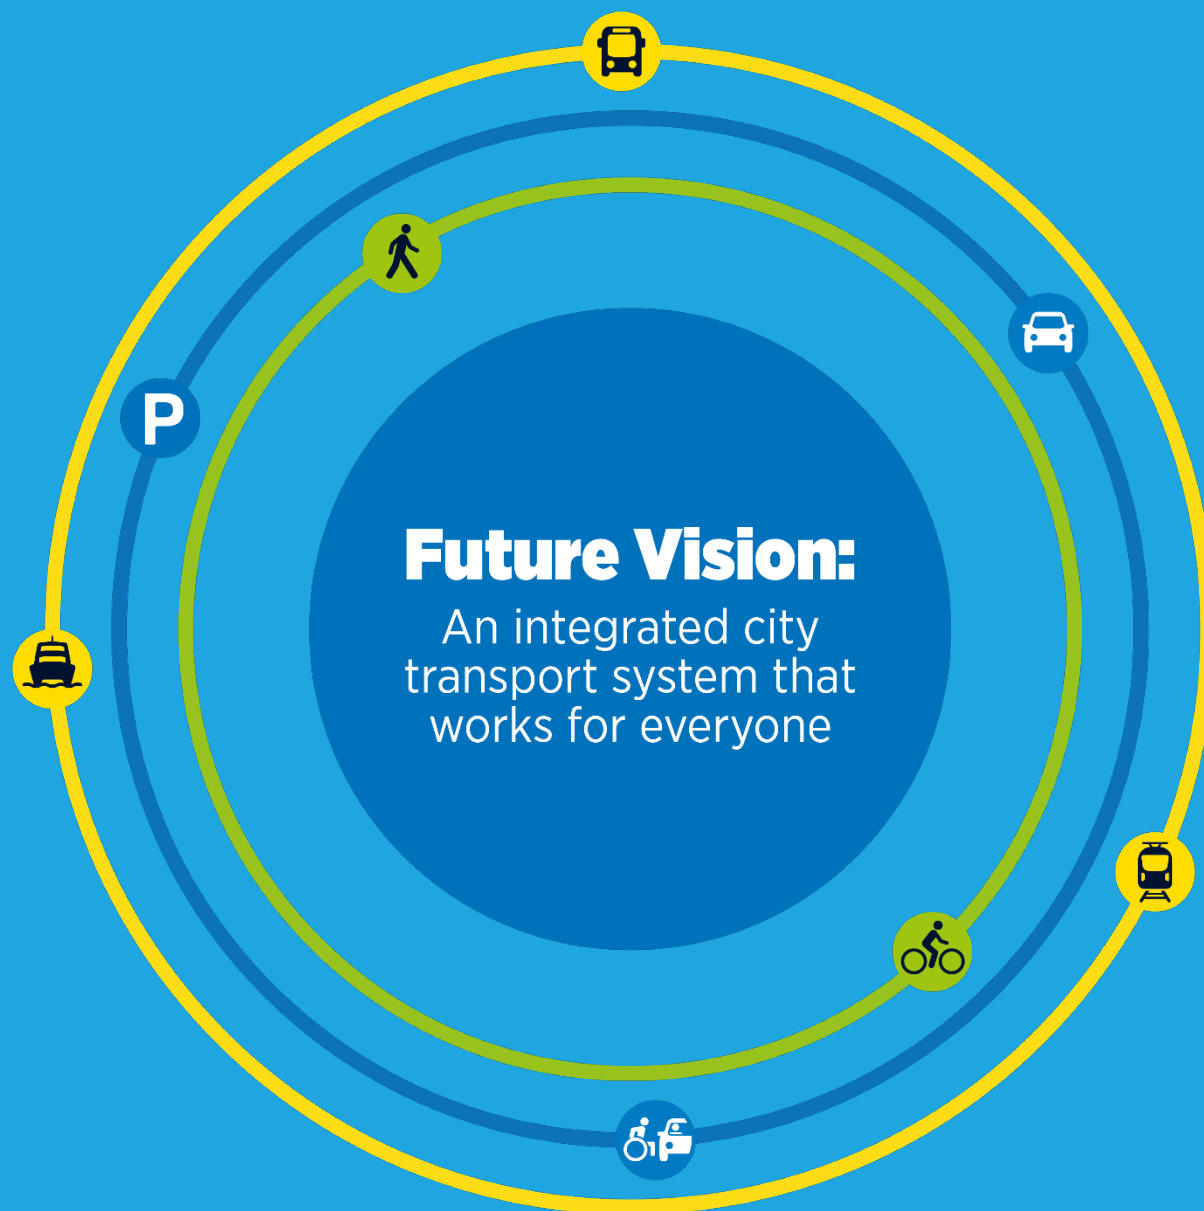 P
Future Vision:
An integrated city
transport system that
works for everyone